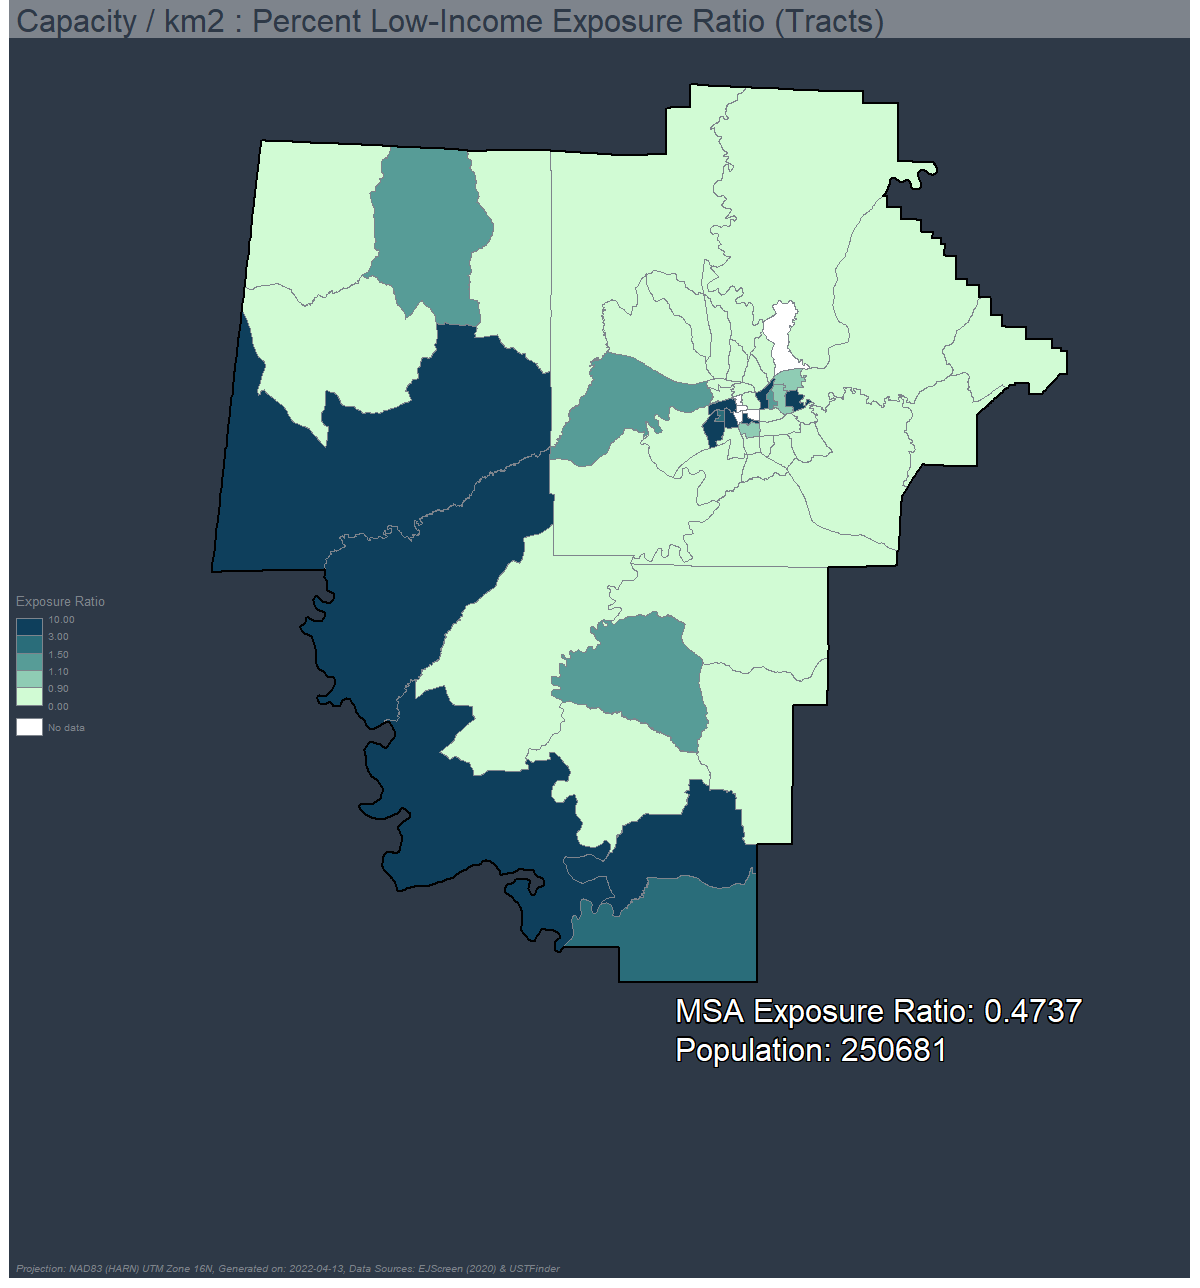 Capacity / km2 : Percent Low-Income Exposure Ratio (Tracts)
Exposure Ratio
10.00
3.00
1.50
1.10
0.90
0.00
No data
MSA Exposure Ratio: 0.4737
Population: 250681
Projection: NAD83 (HARN) UTM Zone 16N, Generated on: 2022-04-13, Data Sources: EJScreen (2020) & USTFinder